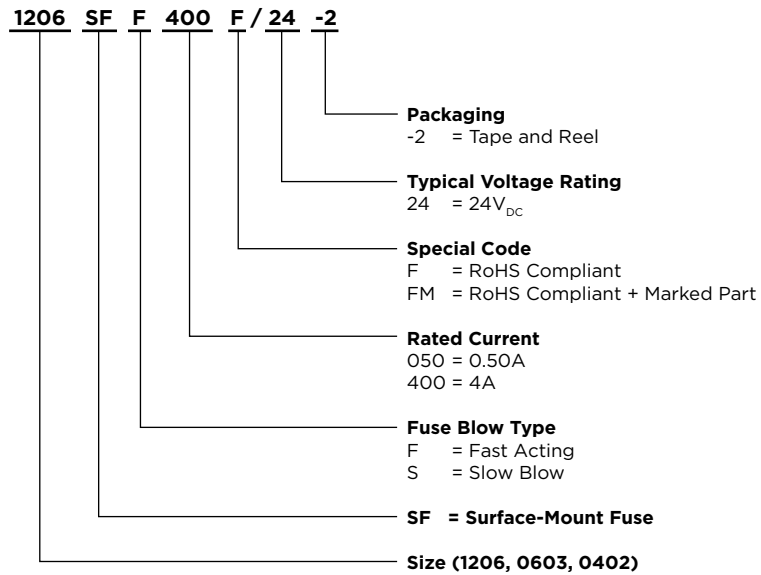 1206 SF F 400 F / 24 -2
Packaging
-2 = Tape and Reel
Typical Voltage Rating
24 = 24VDC
Special Code
F = RoHS Compliant
FM = RoHS Compliant + Marked Part
Rated Current
050 = 0.50A
400 = 4A
Fuse Blow Type
F = Fast Acting
S = Slow Blow
SF = Surface-Mount Fuse
Size (1206, 0603, 0402)